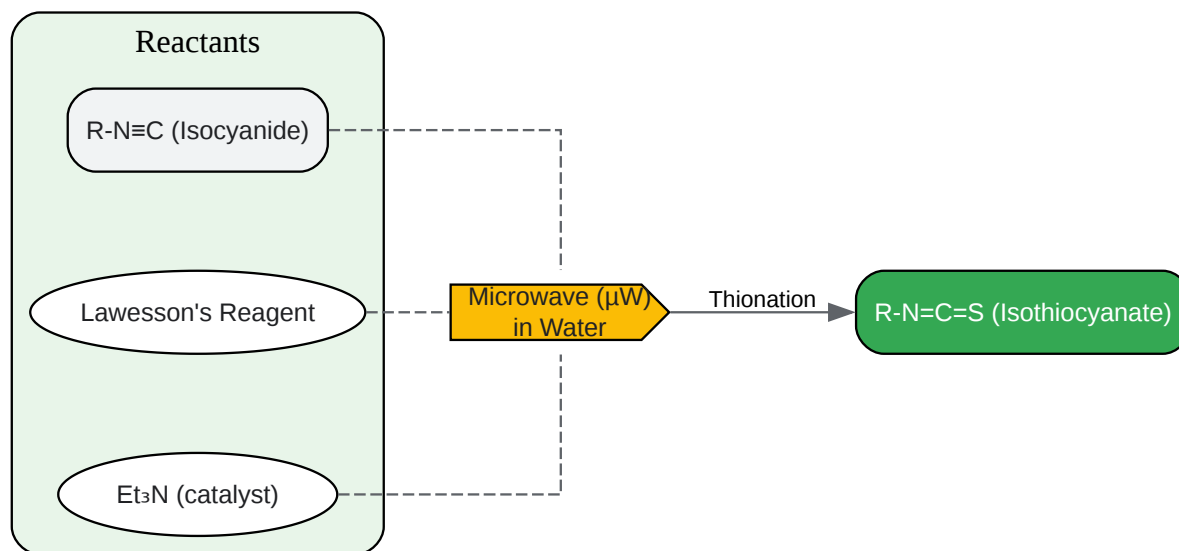 Reactants
R-N≡C (Isocyanide)
Lawesson's Reagent
Et₃N (catalyst)
Microwave (µW)
in Water
Thionation
R-N=C=S (Isothiocyanate)